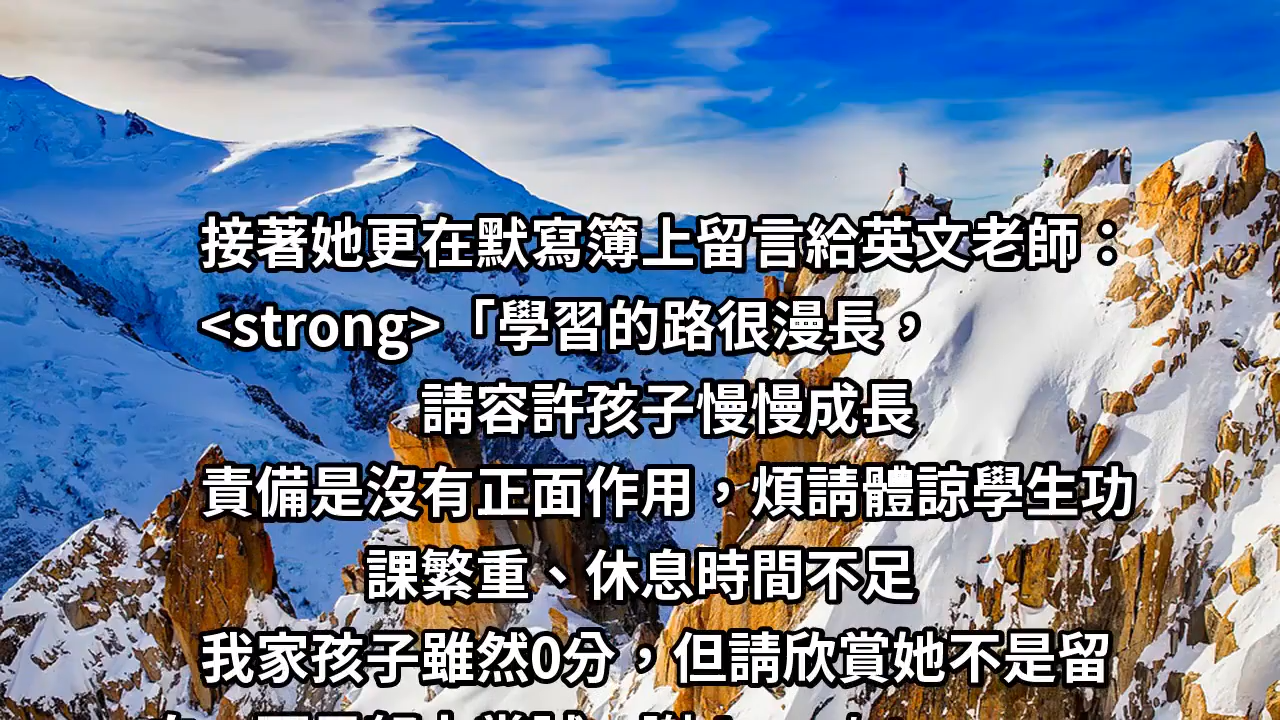 接著她更在默寫簿上留言給英文老師：
<strong>「學習的路很漫長，
請容許孩子慢慢成長
責備是沒有正面作用，煩請體諒學生功
課繁重、休息時間不足
我家孩子雖然0分，但請欣賞她不是留